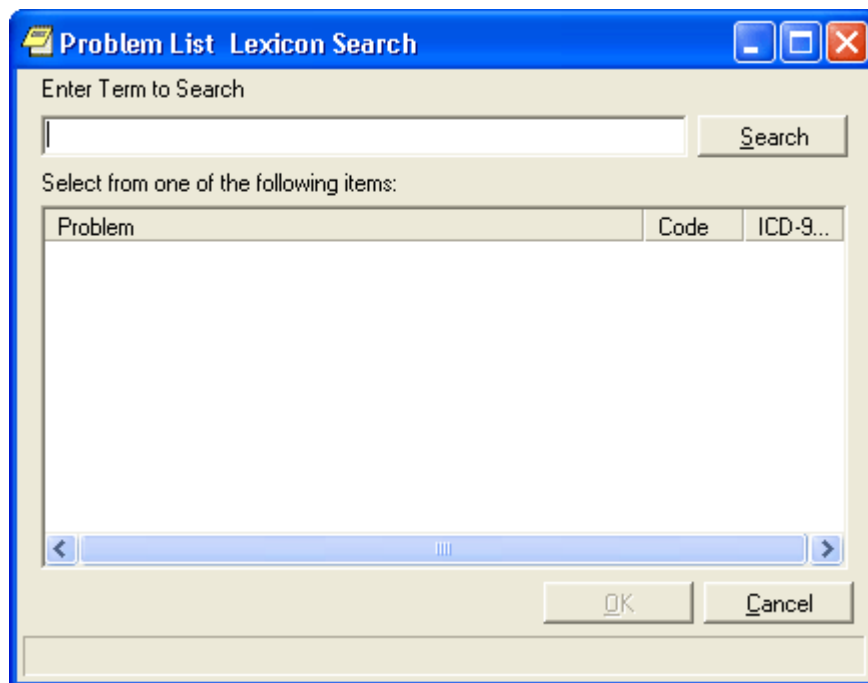 Problem List  Lexicon Search
Enter Term to Search
Search
Select from one of the following items:
Problem Code ICD-9...
OK Cancel